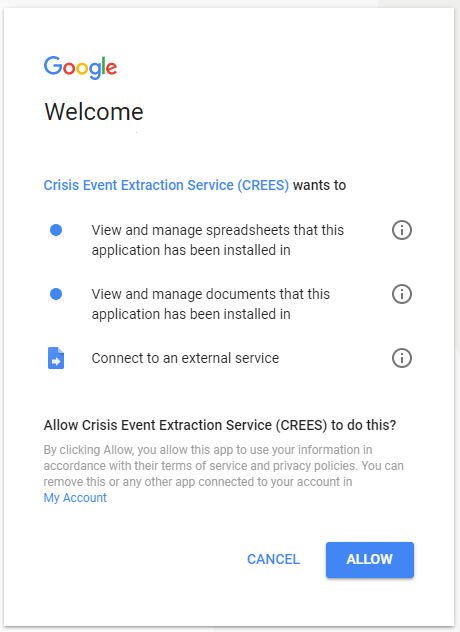 Google
Welcome
Crisis Event Extraction Service (CREES) wants to
View and manage spreadsheets that this
application has been installed in
View and manage documents that this
application has been installed in
Connect to an external service
Allow Crisis Event Extraction Service (CREES) to do this?
By clicking Allow, you allow this app to use your information in
accordance with their terms of service and privacy policies. You can
remove this or any other app connected to your account in
My Account
CANCEL ALLOW